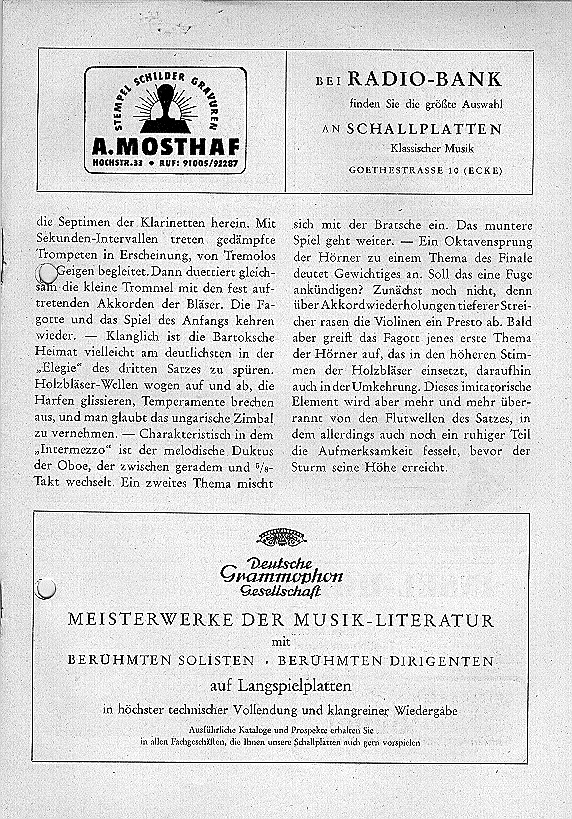 STEMPEL SCHILDER GRAVUREN
A. MOSTHAF
HOCHSTR. 33 • RUF: 91005/92287
BEI RADIO-BANK
finden Sie die größte Auswahl
AN SCHALLPLATTEN
Klassischer Musik
GOETHESTRASSE 10 (ECKE)
die Septimen der Klarinetten herein. Mit
Sekunden-Intervallen treten gedämpfte
Trompeten in Erscheinung, von Tremolos
Geigen begleitet. Dann duettiert gleich-
sam die kleine Trommel mit den fest auf-
tretenden Akkorden der Bläser. Die Fa-
gotte und das Spiel des Anfangs kehren
wieder. — Klanglich ist die Bartoksche
Heimat vielleicht am deutlichsten in der
„Elegie“ des dritten Satzes zu spüren.
Holzbläser-Wellen wogen auf und ab, die
Harfen glissieren, Temperamente brechen
aus, und man glaubt das ungarische Zimbal
zu vernehmen. — Charakteristisch in dem
„Intermezzo“ ist der melodische Duktus
der Oboe, der zwischen geradem und ⁵/₈-
Takt wechselt. Ein zweites Thema mischt
sich mit der Bratsche ein. Das muntere
Spiel geht weiter. — Ein Oktavensprung
der Hörner zu einem Thema des Finale
deutet Gewichtiges an. Soll das eine Fuge
ankündigen? Zunächst noch nicht, denn
über Akkordwiederholungen tieferer Strei-
cher rasen die Violinen ein Presto ab. Bald
aber greift das Fagott jenes erste Thema
der Hörner auf, das in den höheren Stim-
men der Holzbläser einsetzt, daraufhin
auch in der Umkehrung. Dieses imitatorische
Element wird aber mehr und mehr über-
rannt von den Flutwellen des Satzes, in
dem allerdings auch noch ein ruhiger Teil
die Aufmerksamkeit fesselt, bevor der
Sturm seine Höhe erreicht.
Deutsche
Grammophon
Gesellschaft
MEISTERWERKE DER MUSIK-LITERATUR
mit
BERÜHMTEN SOLISTEN • BERÜHMTEN DIRIGENTEN
auf Langspielplatten
in höchster technischer Vollendung und klangreiner Wiedergabe
Ausführliche Kataloge und Prospekte erhalten Sie
in allen Fachgeschäften, die Ihnen unsere Schallplatten auch gern vorspielen